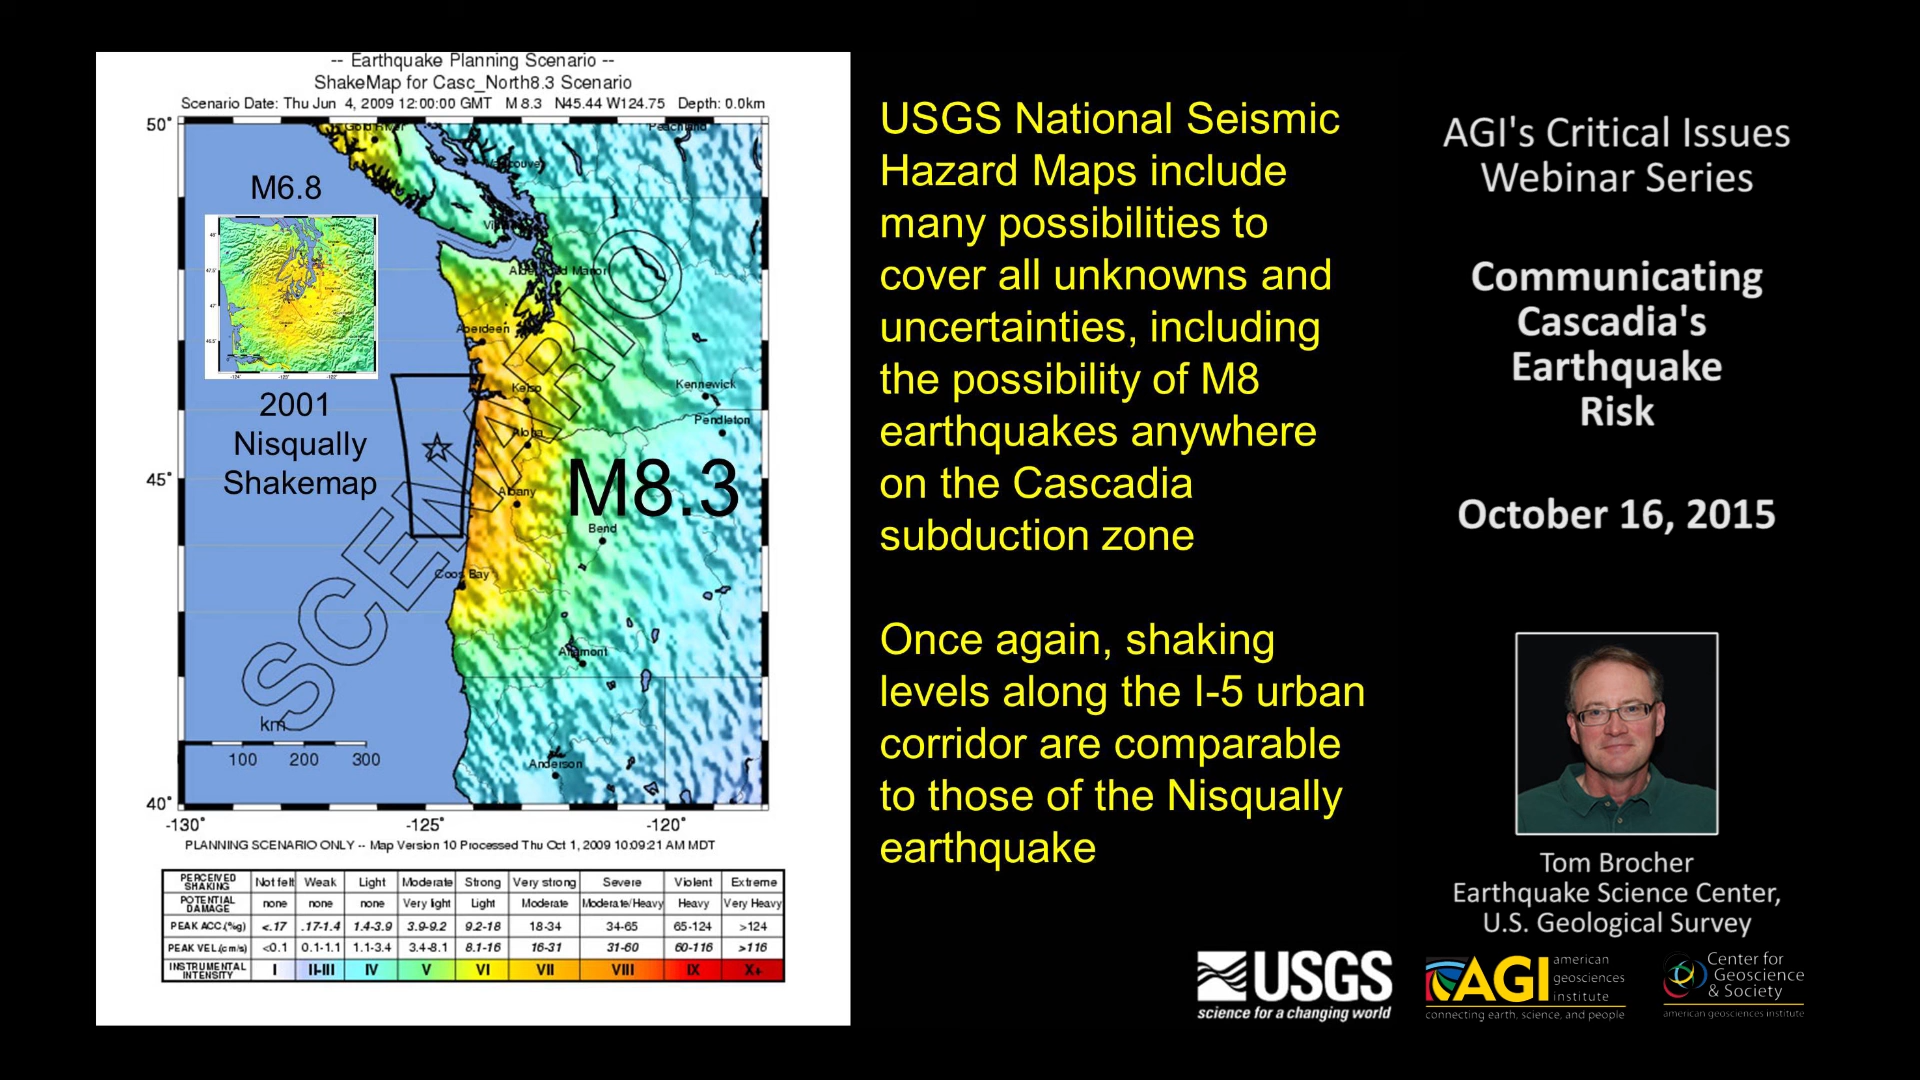 -- Earthquake Planning Scenario --
ShakeMap for Casc_North8.3 Scenario
Scenario Date: Thu Jun 4, 2009 12:00:00 GMT M 8.3 N45.44 W124.75 Depth: 0.0km
50°
45°
40°
-130° -125° -120°
Gold River
Peachland
M6.8
2001
Nisqually
Shakemap
Aberdeen
Kelso
Kennewick
Pendleton
Aloha
Albany
M8.3
Bend
Coos Bay
Altamont
Anderson
SCENARIO
km
100 200 300
PLANNING SCENARIO ONLY -- Map Version 10 Processed Thu Oct 1, 2009 10:09:21 AM MDT
PERCEIVED SHAKING Not felt Weak Light Moderate Strong Very strong Severe Violent Extreme
POTENTIAL DAMAGE none none none Very light Light Moderate Moderate/Heavy Heavy Very Heavy
PEAK ACC.(%g) <.17 .17-1.4 1.4-3.9 3.9-9.2 9.2-18 18-34 34-65 65-124 >124
PEAK VEL.(cm/s) <0.1 0.1-1.1 1.1-3.4 3.4-8.1 8.1-16 16-31 31-60 60-116 >116
INSTRUMENTAL INTENSITY I II-III IV V VI VII VIII IX X+
USGS National Seismic
Hazard Maps include
many possibilities to
cover all unknowns and
uncertainties, including
the possibility of M8
earthquakes anywhere
on the Cascadia
subduction zone
Once again, shaking
levels along the I-5 urban
corridor are comparable
to those of the Nisqually
earthquake
AGI's Critical Issues
Webinar Series
Communicating
Cascadia's
Earthquake
Risk
October 16, 2015
Tom Brocher
Earthquake Science Center,
U.S. Geological Survey
USGS
science for a changing world
AGI
american
geosciences
institute
connecting earth, science, and people
Center for
Geoscience
& Society
american geosciences institute